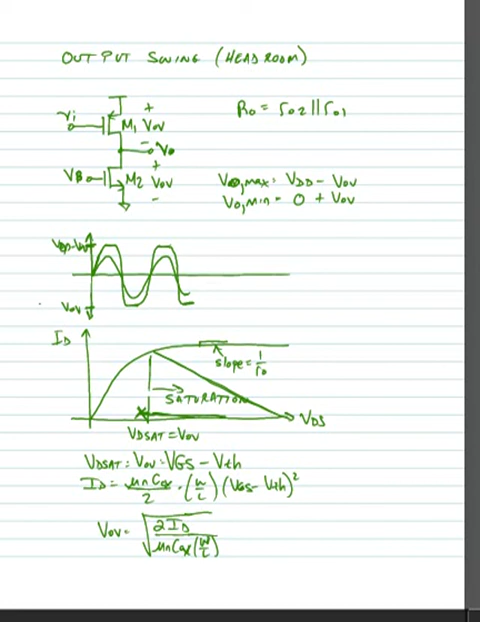 OUTPUT SWING (HEADROOM)
Vi
+
M1 VOV
-
VO
Ro = ro2 || ro1
VB
+
M2 VOV
-
VO,max = VDD - VOV
VO,min = 0 + VOV
VDD-VOV
VOV
ID
slope = 1/ro
SATURATION
VDS
VDSAT = VOV
VDSAT = VOV = VGS - Vth
ID = μnCox/2 · (W/L) (VGS - Vth)²
VOV = √(2ID/μnCox(W/L))